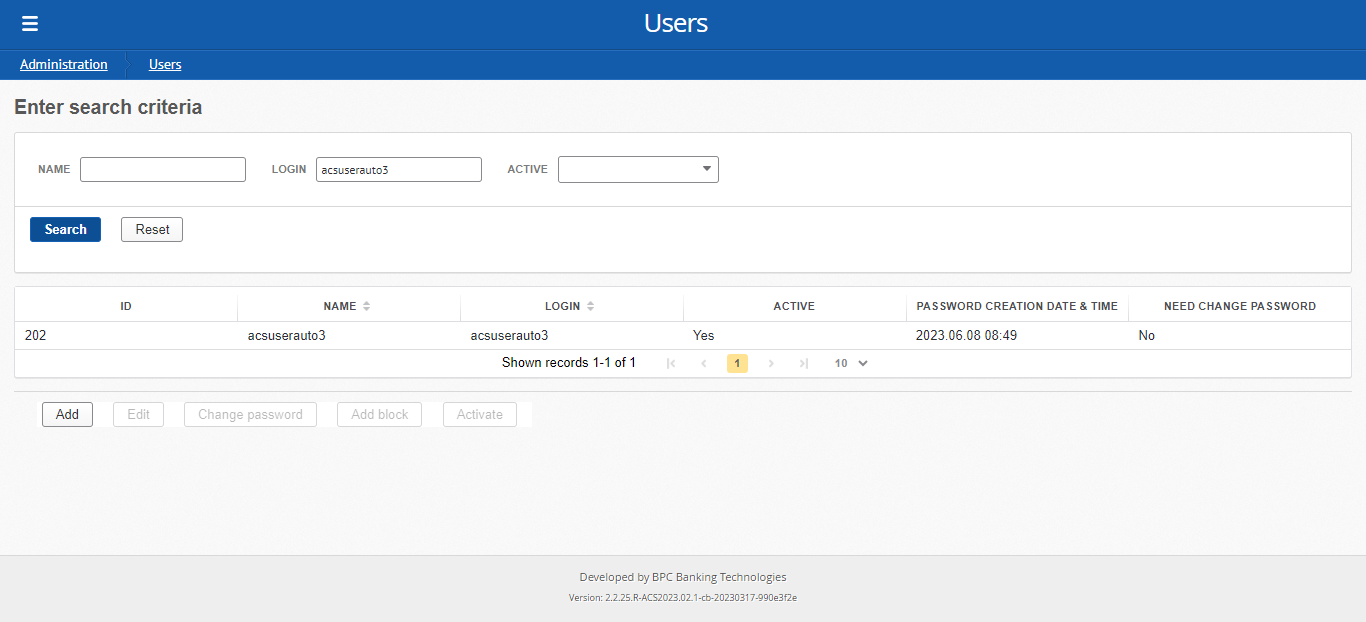 Users
Administration Users
Enter search criteria
NAME LOGIN acsuserauto3 ACTIVE
Search Reset
ID NAME LOGIN ACTIVE PASSWORD CREATION DATE & TIME NEED CHANGE PASSWORD
202 acsuserauto3 acsuserauto3 Yes 2023.06.08 08:49 No
Shown records 1-1 of 1 1 10
Add Edit Change password Add block Activate
Developed by BPC Banking Technologies
Version: 2.2.25.R-ACS2023.02.1-cb-20230317-990e3f2e